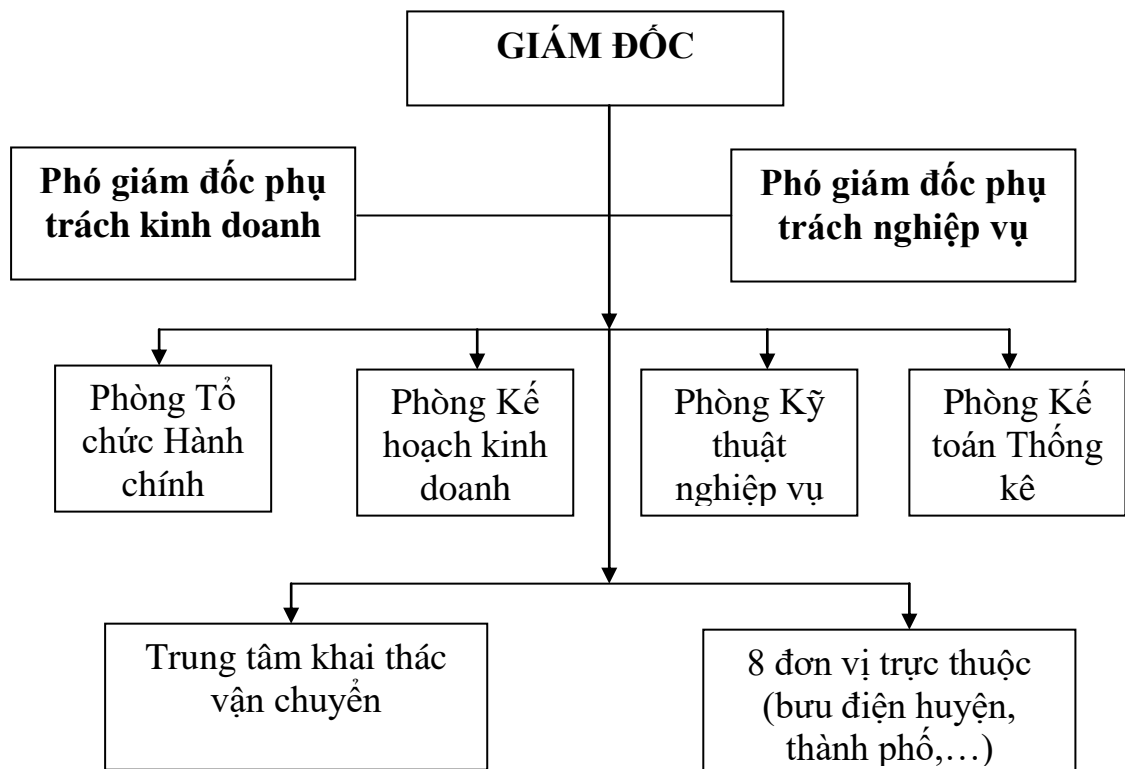 GIÁM ĐỐC
Phó giám đốc phụ
trách kinh doanh
Phó giám đốc phụ
trách nghiệp vụ
Phòng Tổ
chức Hành
chính
Phòng Kế
hoạch kinh
doanh
Phòng Kỹ
thuật
nghiệp vụ
Phòng Kế
toán Thống
kê
Trung tâm khai thác
vận chuyển
8 đơn vị trực thuộc
(bưu điện huyện,
thành phố,…)